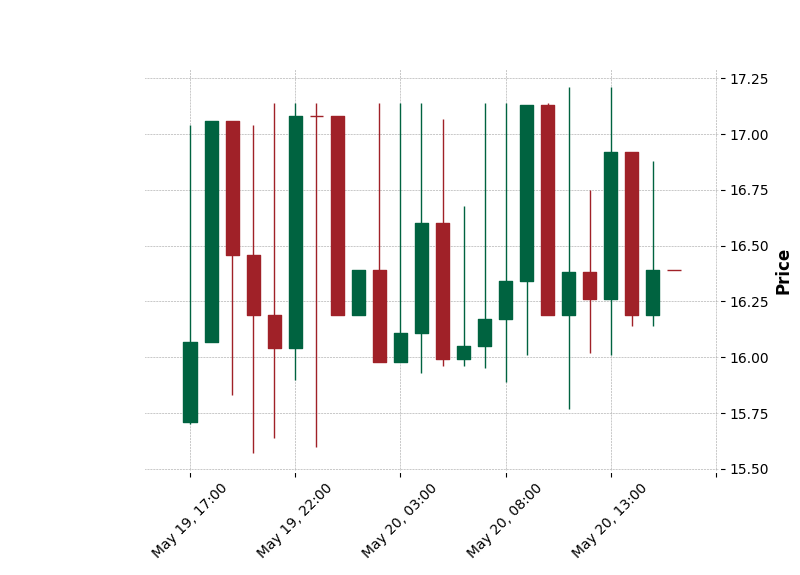 17.25
17.00
16.75
16.50
16.25
16.00
15.75
15.50
Price
May 19, 17:00
May 19, 22:00
May 20, 03:00
May 20, 08:00
May 20, 13:00